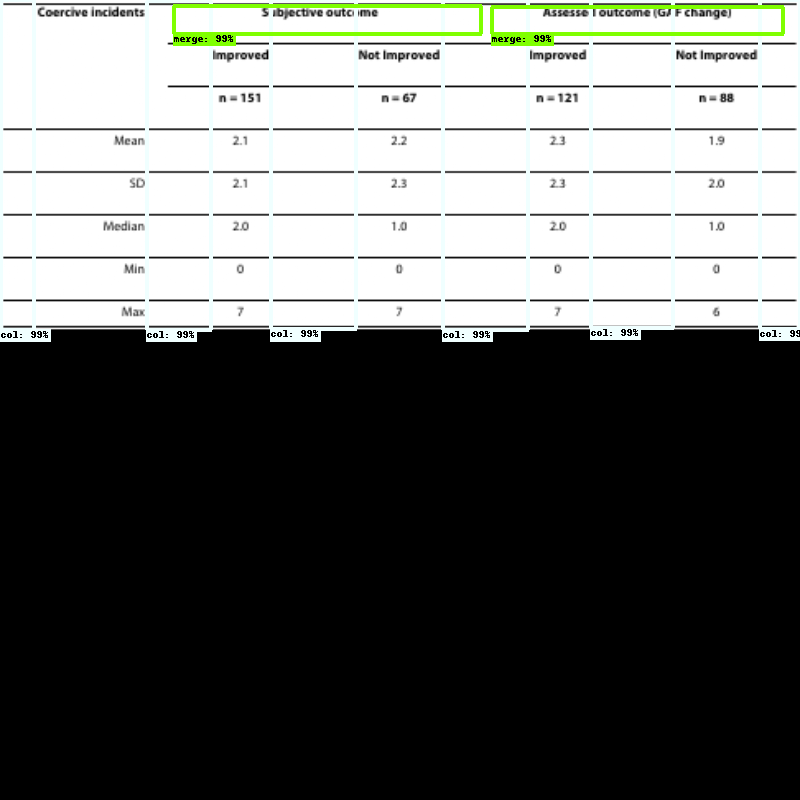 Coercive incidents Subjective outcome Assessed outcome (GAF change)
merge: 99% merge: 99%
Improved Not Improved Improved Not Improved
n = 151 n = 67 n = 121 n = 88
Mean 2.1 2.2 2.3 1.9
SD 2.1 2.3 2.3 2.0
Median 2.0 1.0 2.0 1.0
Min 0 0 0 0
Max 7 7 7 6
col: 99% col: 99% col: 99% col: 99% col: 99% col: 99